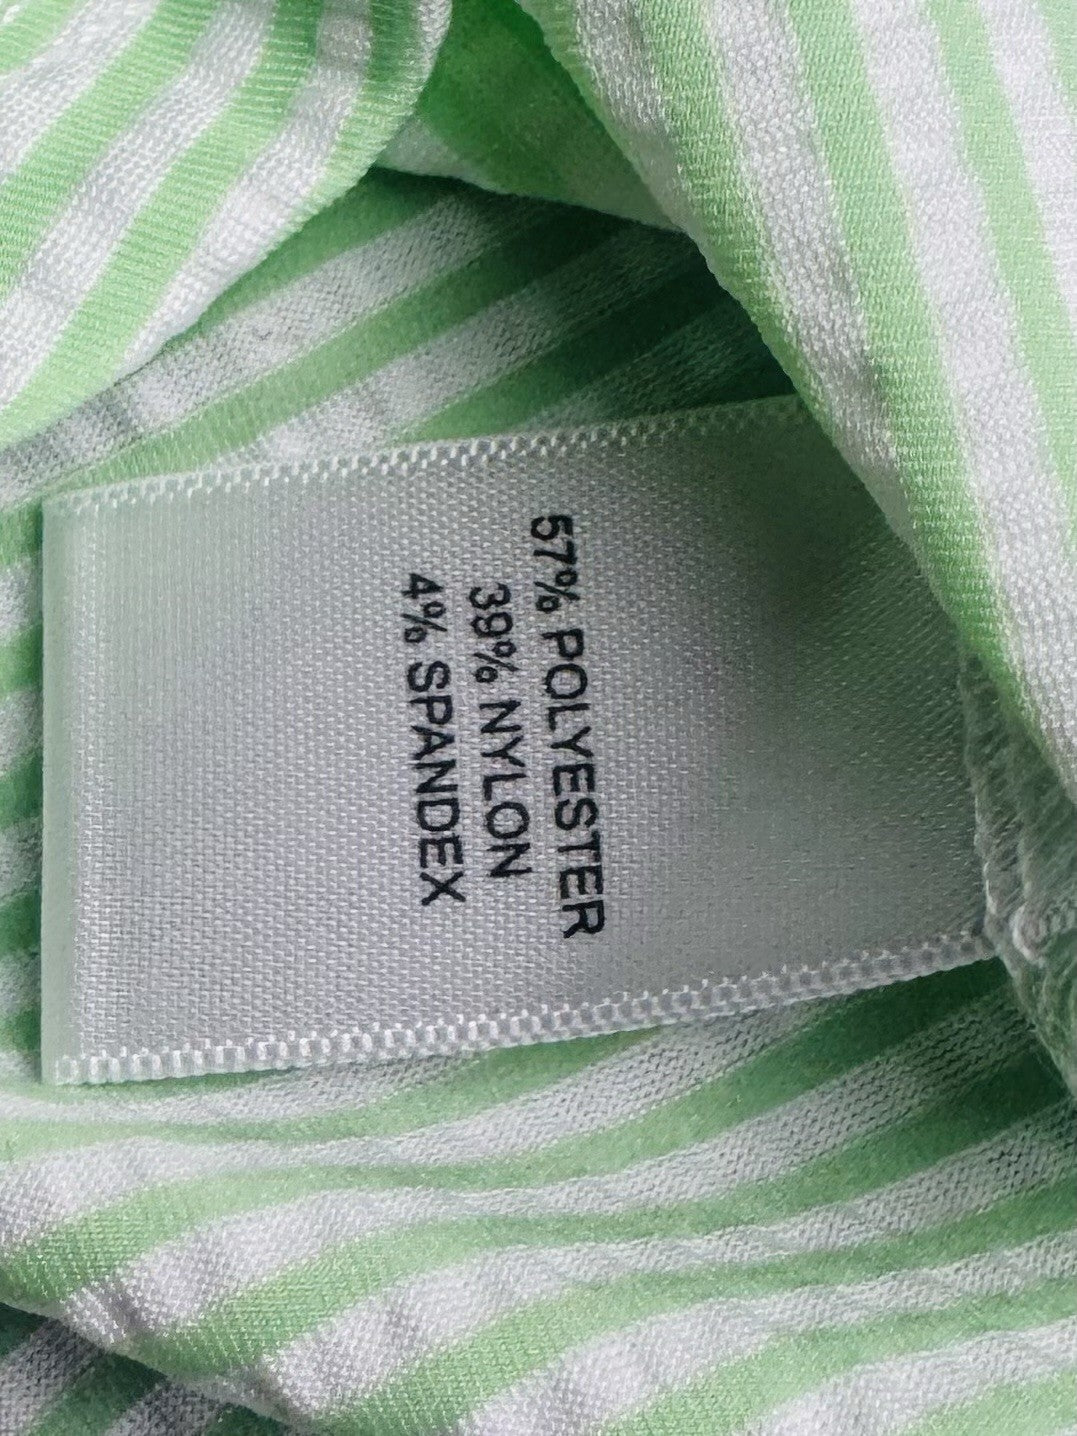 57% POLYESTER
39% NYLON
4% SPANDEX